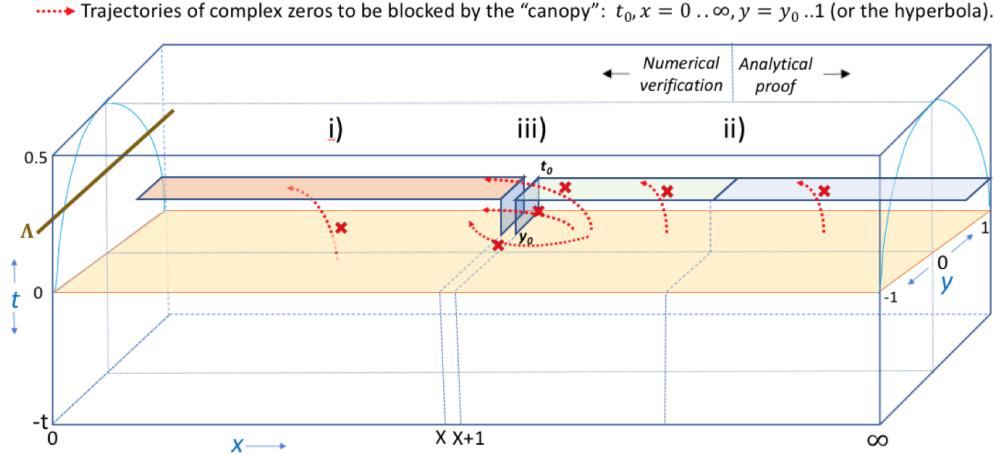 Trajectories of complex zeros to be blocked by the “canopy”: t₀, x = 0 . . ∞, y = y₀ ..1 (or the hyperbola).
Numerical verification
Analytical proof
i)
iii)
ii)
0.5
t₀
Λ
y₀
1
0
t
0
-1
y
-t
0
x
X
X+1
∞